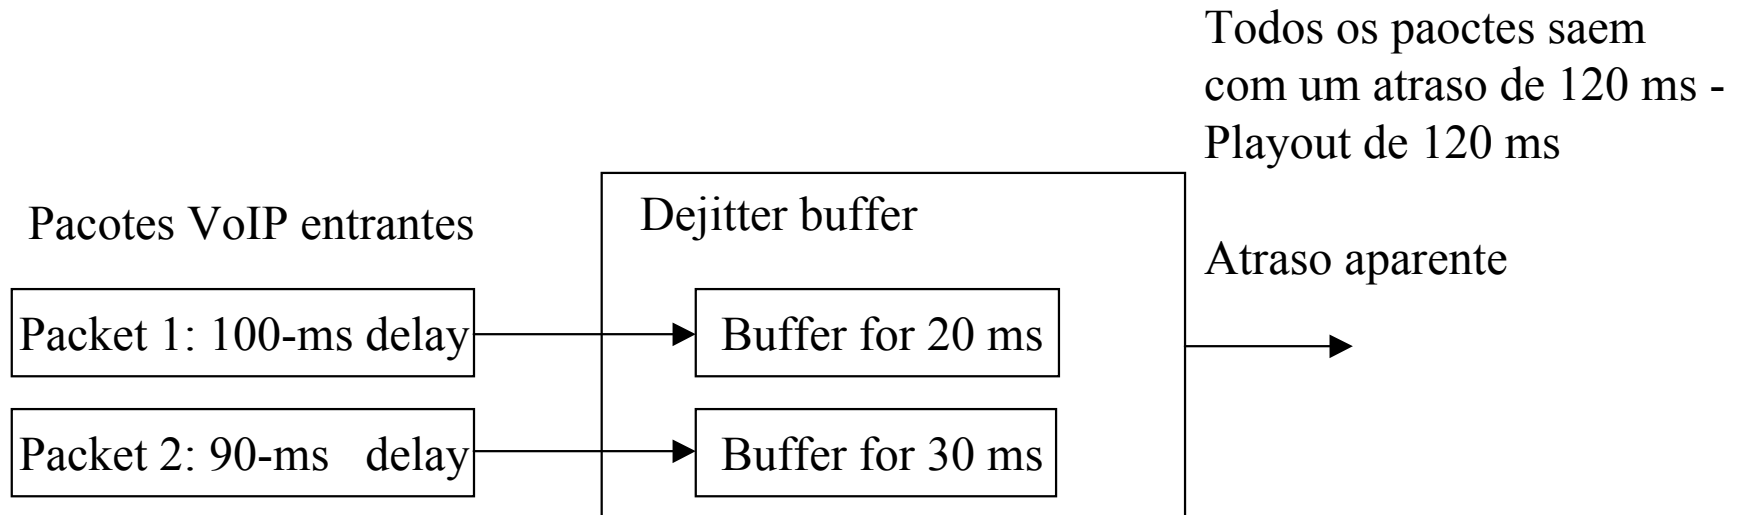 Todos os paoctes saem
com um atraso de 120 ms -
Playout de 120 ms
Pacotes VoIP entrantes
Dejitter buffer
Atraso aparente
Packet 1: 100-ms delay
Buffer for 20 ms
Packet 2: 90-ms delay
Buffer for 30 ms